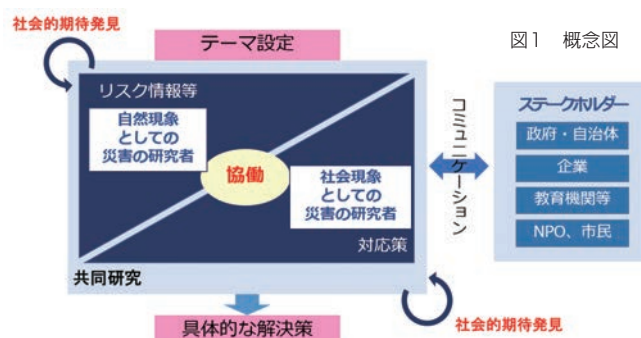 社会的期待発見
テーマ設定
図1　概念図
リスク情報等
自然現象
としての
災害の研究者
協働
社会現象
としての
災害の研究者
対応策
共同研究
コミュニケーション
ステークホルダー
政府・自治体
企業
教育機関等
NPO、市民
具体的な解決策
社会的期待発見